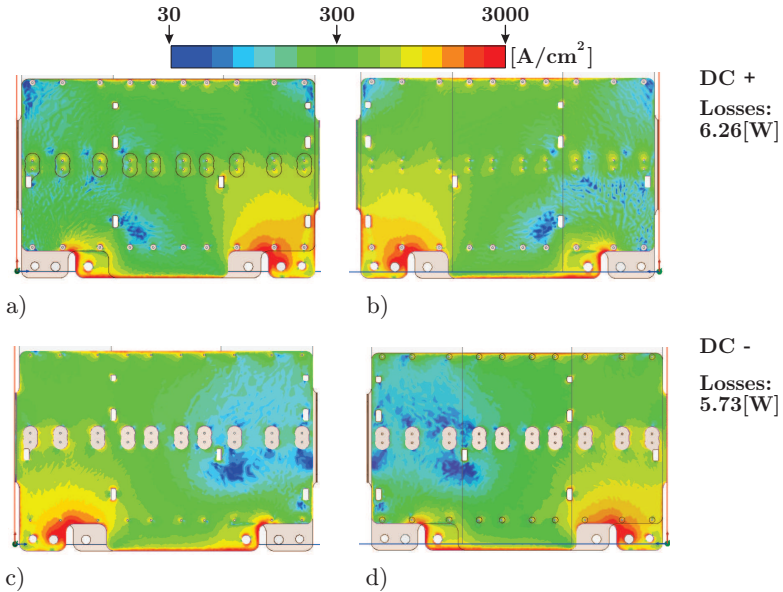 30 300 3000
[A/cm²]
DC +
Losses:
6.26[W]
a) b)
DC -
Losses:
5.73[W]
c) d)